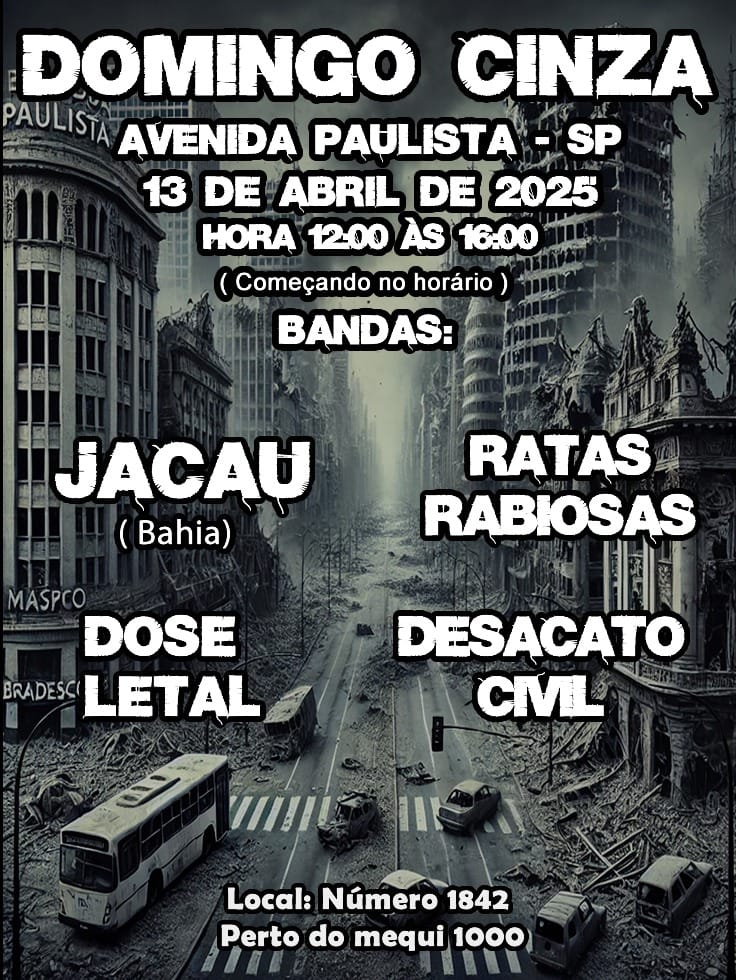 DOMINGO CINZA
AVENIDA PAULISTA - SP
13 DE ABRIL DE 2025
HORA 12:00 ÀS 16:00
( Começando no horário )
BANDAS:
JACAU
( Bahia)
RATAS
RABIOSAS
DOSE
LETAL
DESACATO
CIVIL
Local: Número 1842
Perto do mequi 1000
PAULISTA
MASPCO
BRADESC